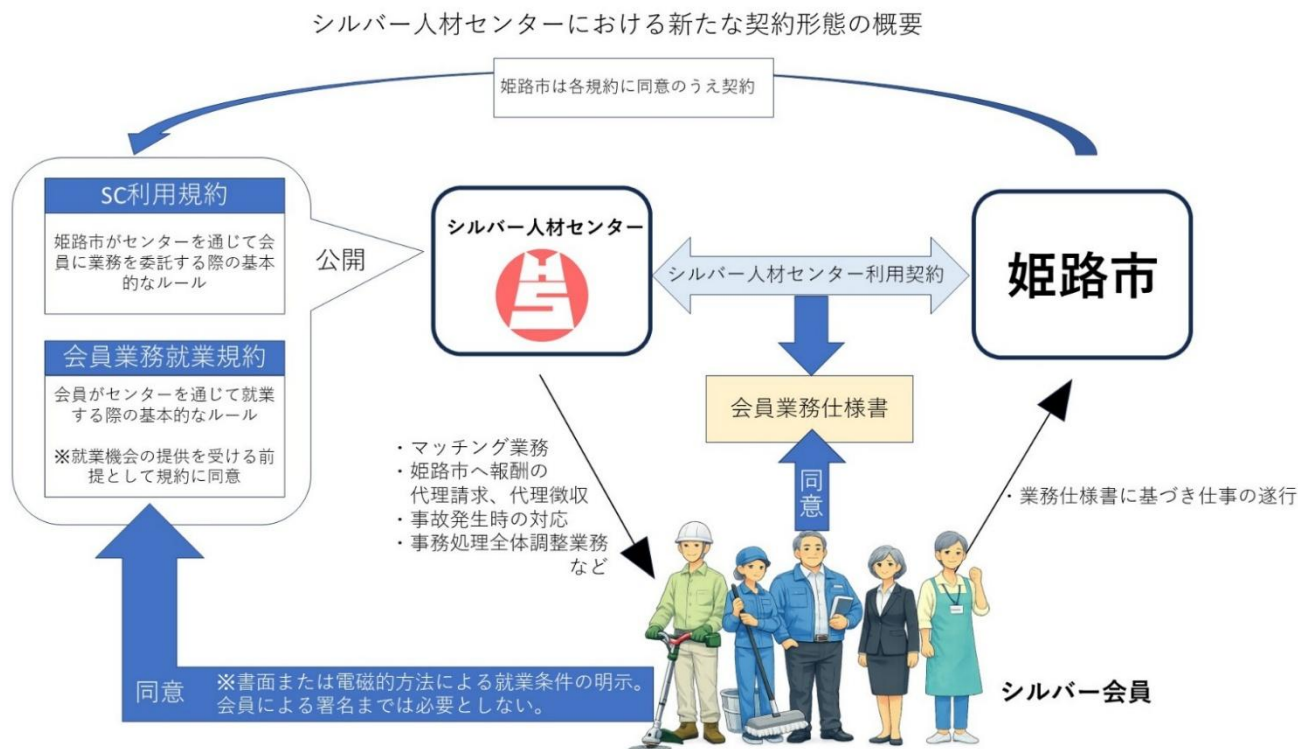 シルバー人材センターにおける新たな契約形態の概要
姫路市は各規約に同意のうえ契約
SC利用規約
姫路市がセンターを通じて会
員に業務を委託する際の基本
的なルール
会員業務就業規約
会員がセンターを通じて就業
する際の基本的なルール
※就業機会の提供を受ける前
提として規約に同意
公開
シルバー人材センター
シルバー人材センター利用契約
姫路市
会員業務仕様書
・マッチング業務
・姫路市へ報酬の
代理請求、代理徴収
・事故発生時の対応
・事務処理全体調整業務
など
同意
・業務仕様書に基づき仕事の遂行
同意
※書面または電磁的方法による就業条件の明示。
会員による署名までは必要としない。
シルバー会員